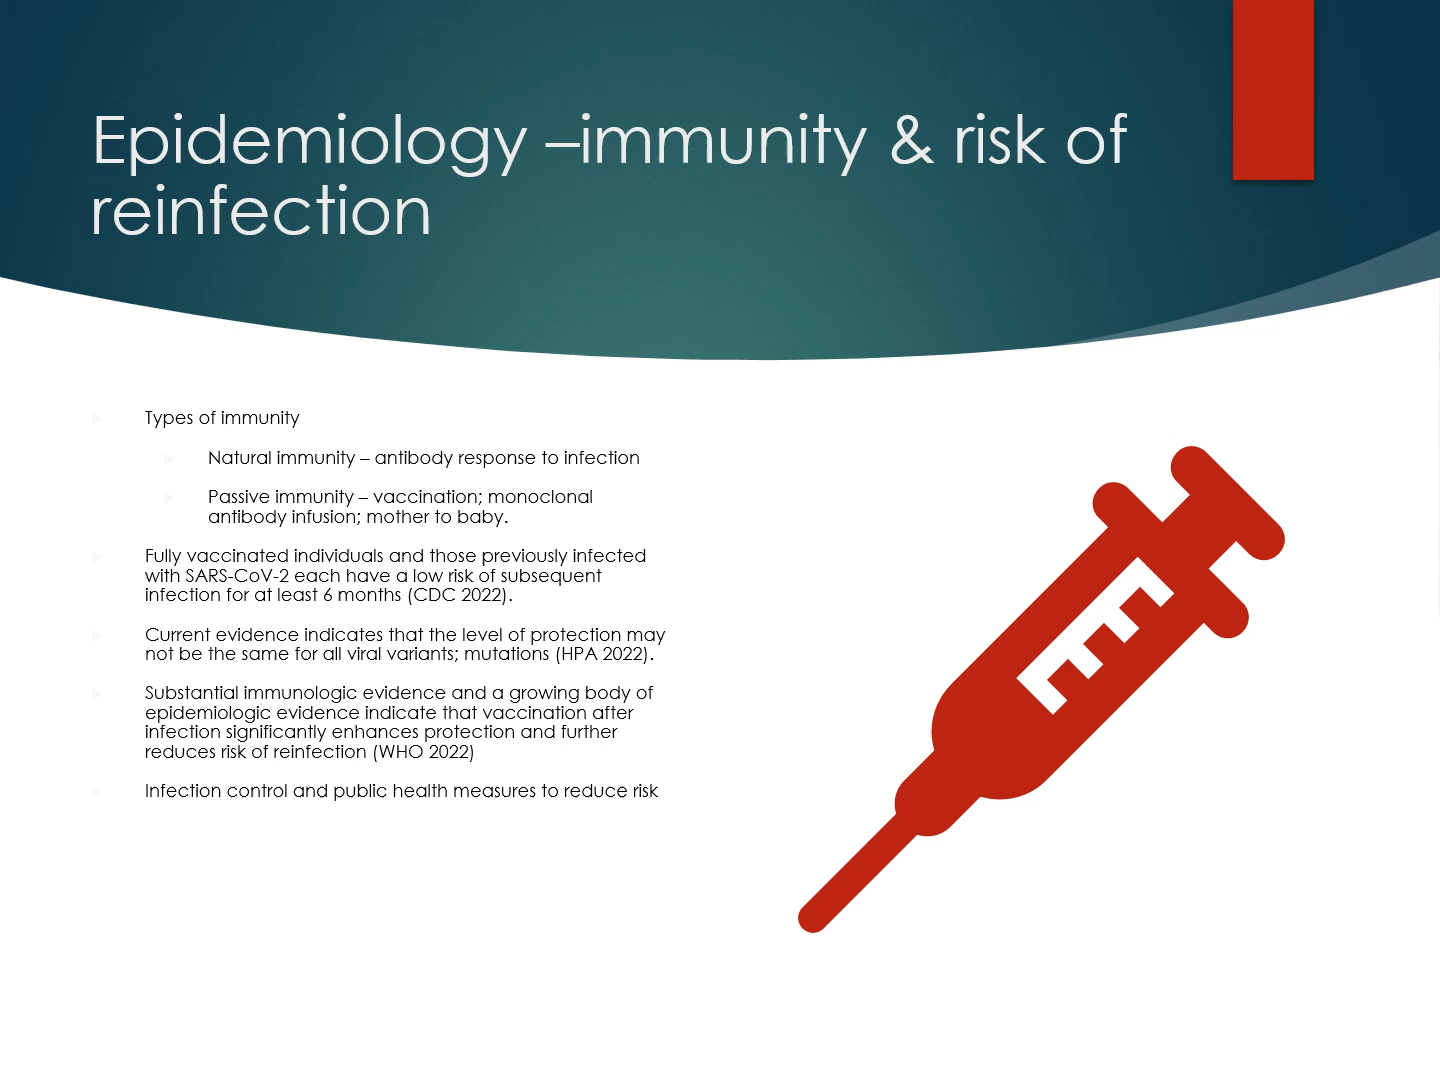 Epidemiology –immunity & risk of
reinfection
Types of immunity
Natural immunity – antibody response to infection
Passive immunity – vaccination; monoclonal
antibody infusion; mother to baby.
Fully vaccinated individuals and those previously infected
with SARS-CoV-2 each have a low risk of subsequent
infection for at least 6 months (CDC 2022).
Current evidence indicates that the level of protection may
not be the same for all viral variants; mutations (HPA 2022).
Substantial immunologic evidence and a growing body of
epidemiologic evidence indicate that vaccination after
infection significantly enhances protection and further
reduces risk of reinfection (WHO 2022)
Infection control and public health measures to reduce risk